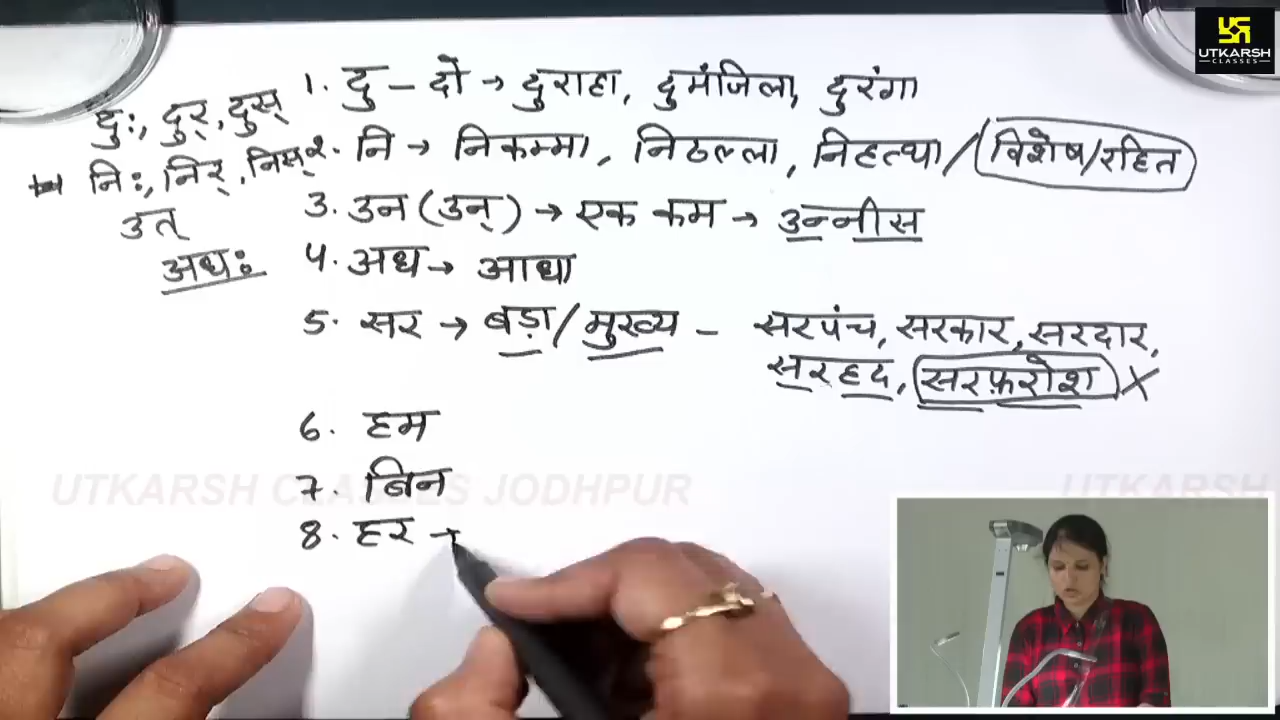 UTKARSH
CLASSES
1. दु – दो → दुराहा, दुमंजिला, दुरंगा
दुः, दुर्, दुस्
२. नि → निकम्मा, निठल्ला, निहत्था / विशेष/रहित
निः, निर्, निस्
3. उन (उन्) → एक कम → उन्नीस
उत्
4. अध → आधा
अधः
5. सर → बड़ा/मुख्य – सरपंच, सरकार, सरदार,
सरहद, सरफ़रोश X
6. हम
7. बिन
8. हर →
UTKARSH CLASSES JODHPUR
UTKARSH